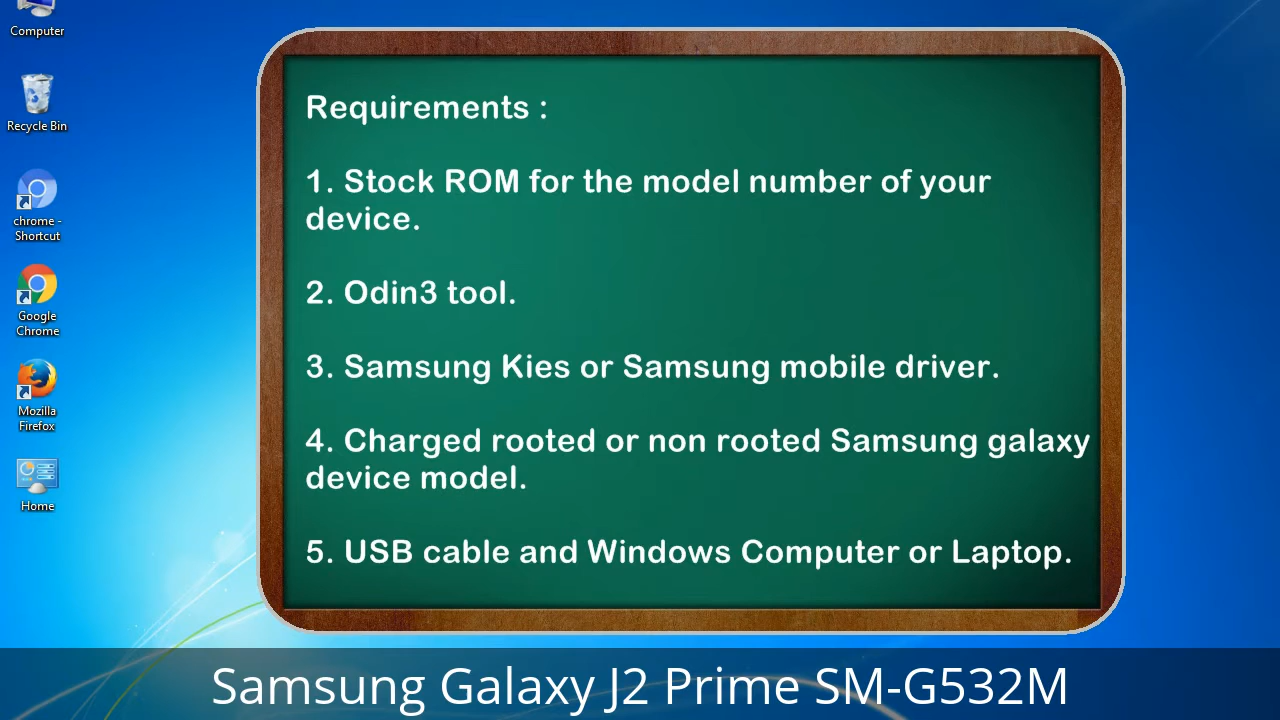 Computer
Recycle Bin
chrome -
Shortcut
Google
Chrome
Mozilla
Firefox
Home
Requirements :
1. Stock ROM for the model number of your
device.
2. Odin3 tool.
3. Samsung Kies or Samsung mobile driver.
4. Charged rooted or non rooted Samsung galaxy
device model.
5. USB cable and Windows Computer or Laptop.
Samsung Galaxy J2 Prime SM-G532M